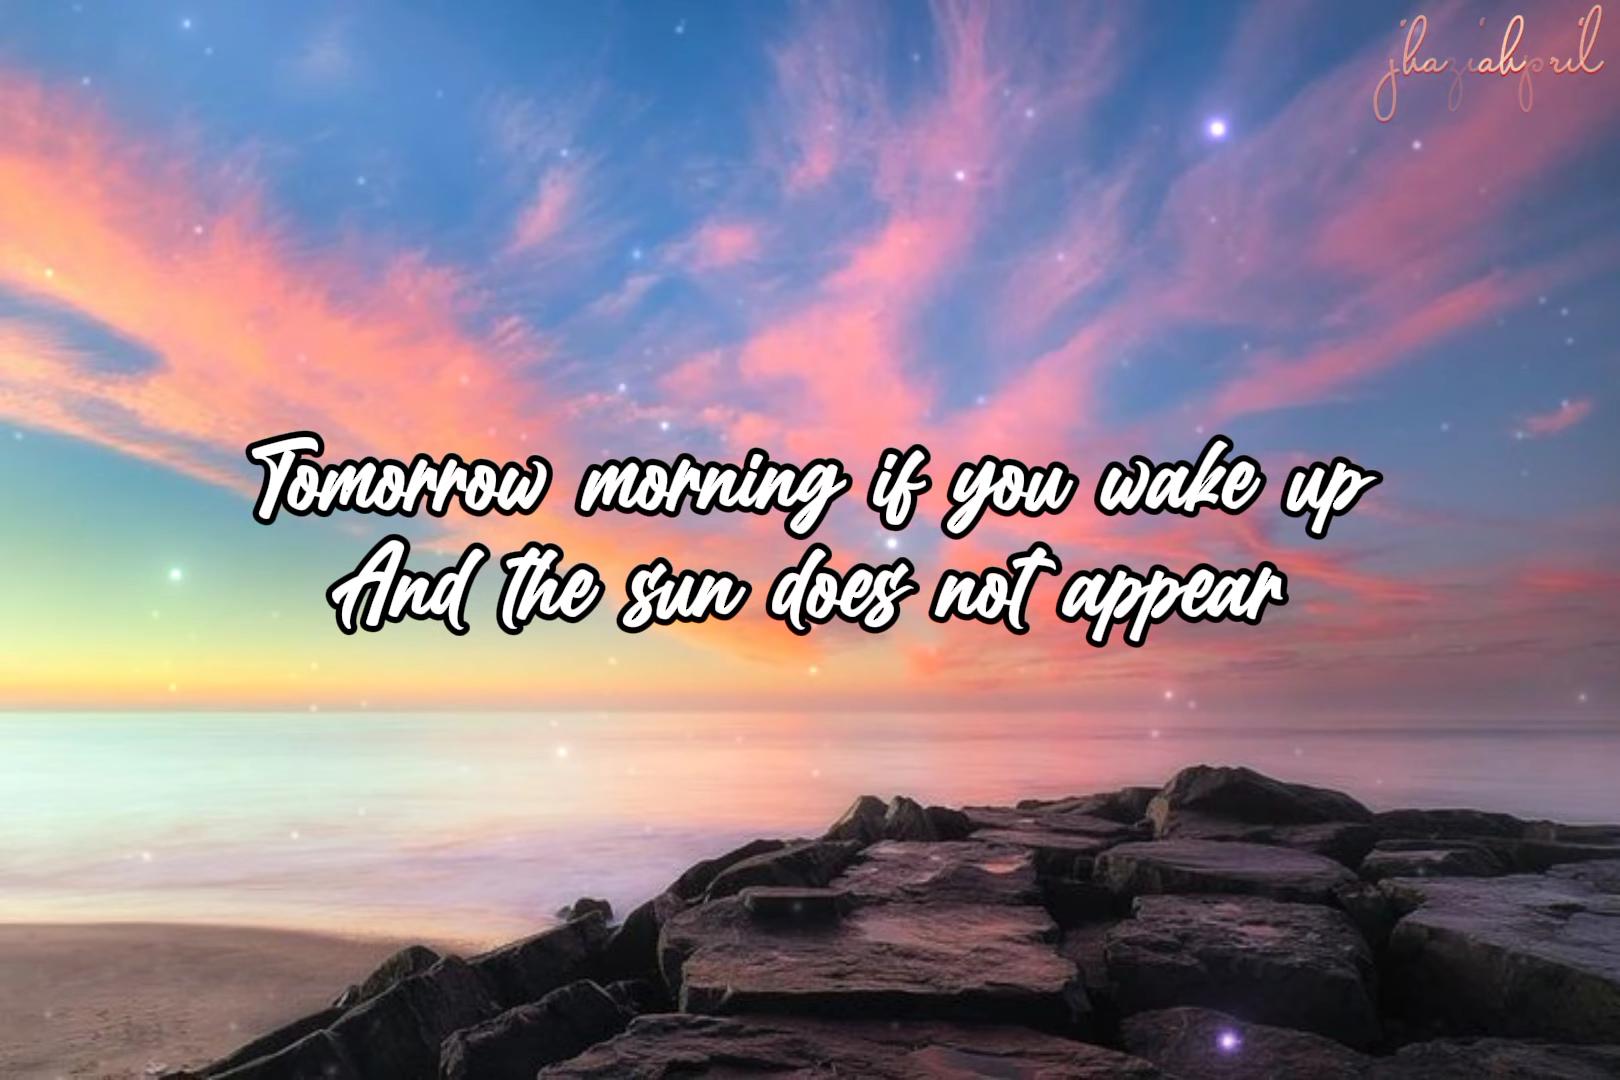 jhaziahpril
Tomorrow morning if you wake up
And the sun does not appear